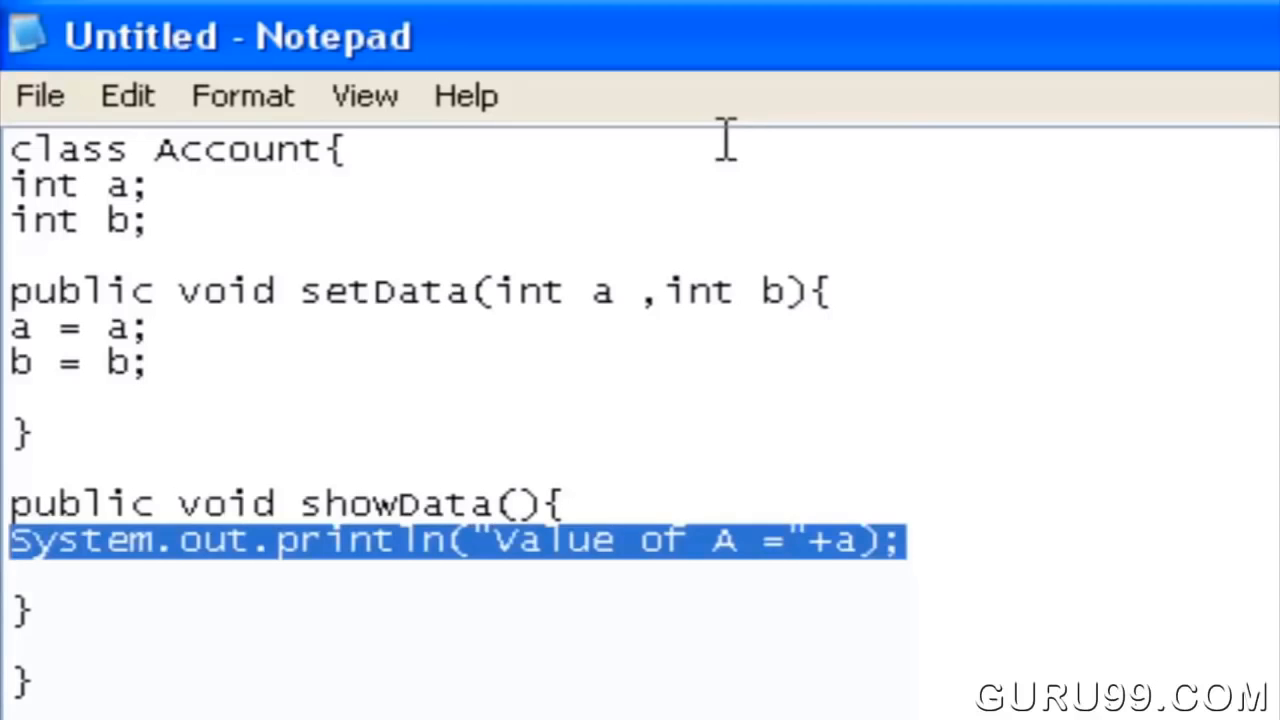 Untitled - Notepad
File Edit Format View Help
class Account{
int a;
int b;
public void setData(int a ,int b){
a = a;
b = b;
}
public void showData(){
System.out.println("Value of A ="+a);
}
}
GURU99.COM